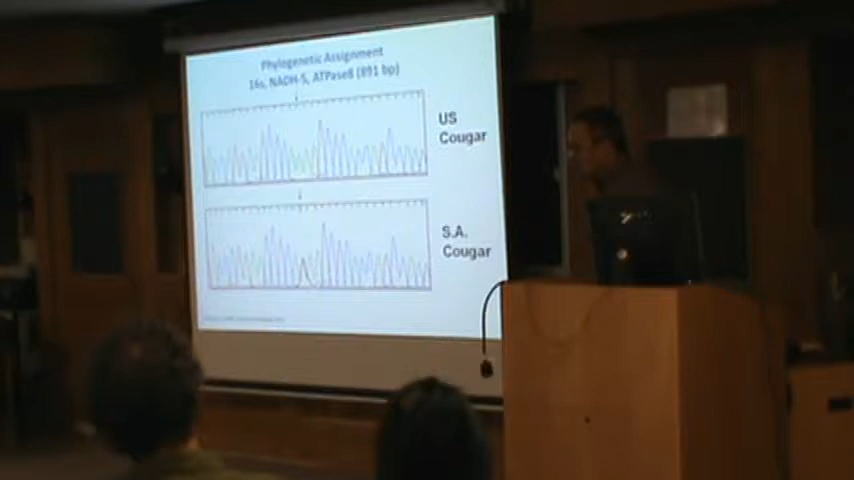 Phylogenetic Assignment
16s, NADH-5, ATPase8 (891 bp)
US
Cougar
S.A.
Cougar